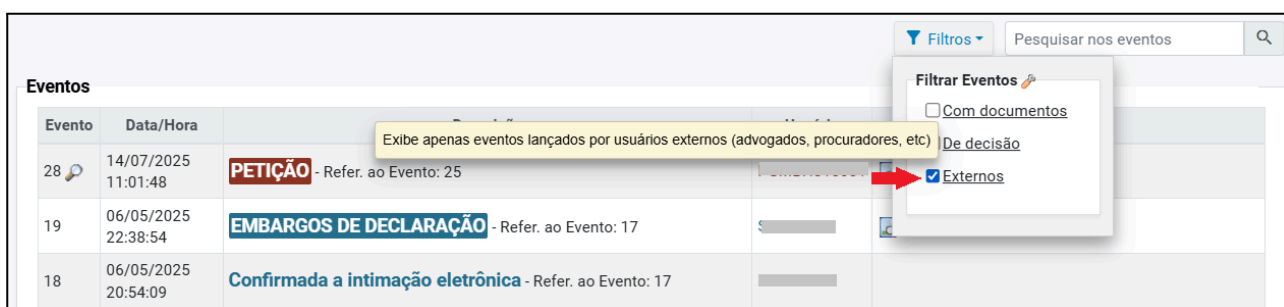 Filtros
Pesquisar nos eventos
Eventos
Filtrar Eventos
Com documentos
De decisão
Externos
Evento Data/Hora
Exibe apenas eventos lançados por usuários externos (advogados, procuradores, etc)
28 14/07/2025 11:01:48 PETIÇÃO - Refer. ao Evento: 25
19 06/05/2025 22:38:54 EMBARGOS DE DECLARAÇÃO - Refer. ao Evento: 17
18 06/05/2025 20:54:09 Confirmada a intimação eletrônica - Refer. ao Evento: 17